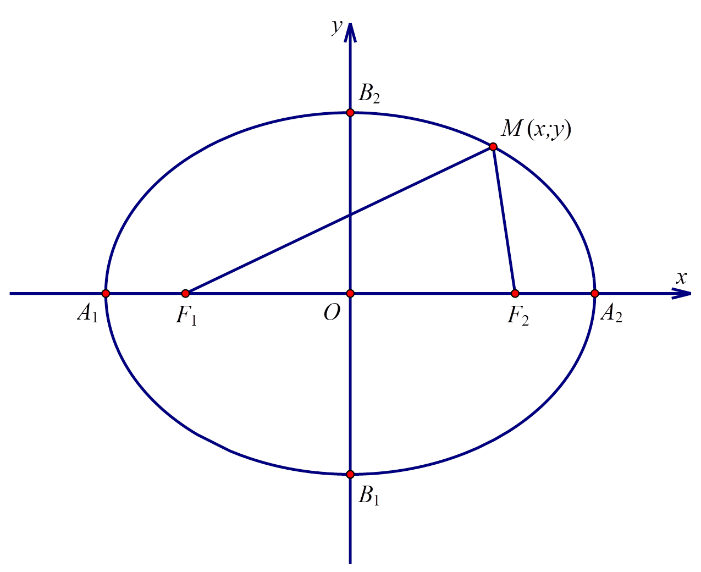 y
B₂
M (x;y)
x
A₁
F₁
O
F₂
A₂
B₁